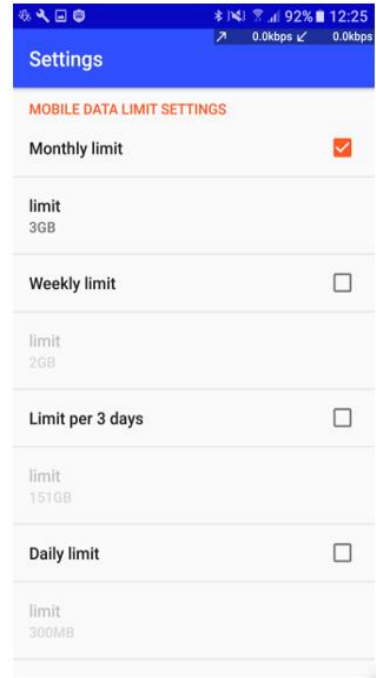 92% 12:25
0.0kbps 0.0kbps
Settings
MOBILE DATA LIMIT SETTINGS
Monthly limit
limit
3GB
Weekly limit
limit
2GB
Limit per 3 days
limit
151GB
Daily limit
limit
300MB